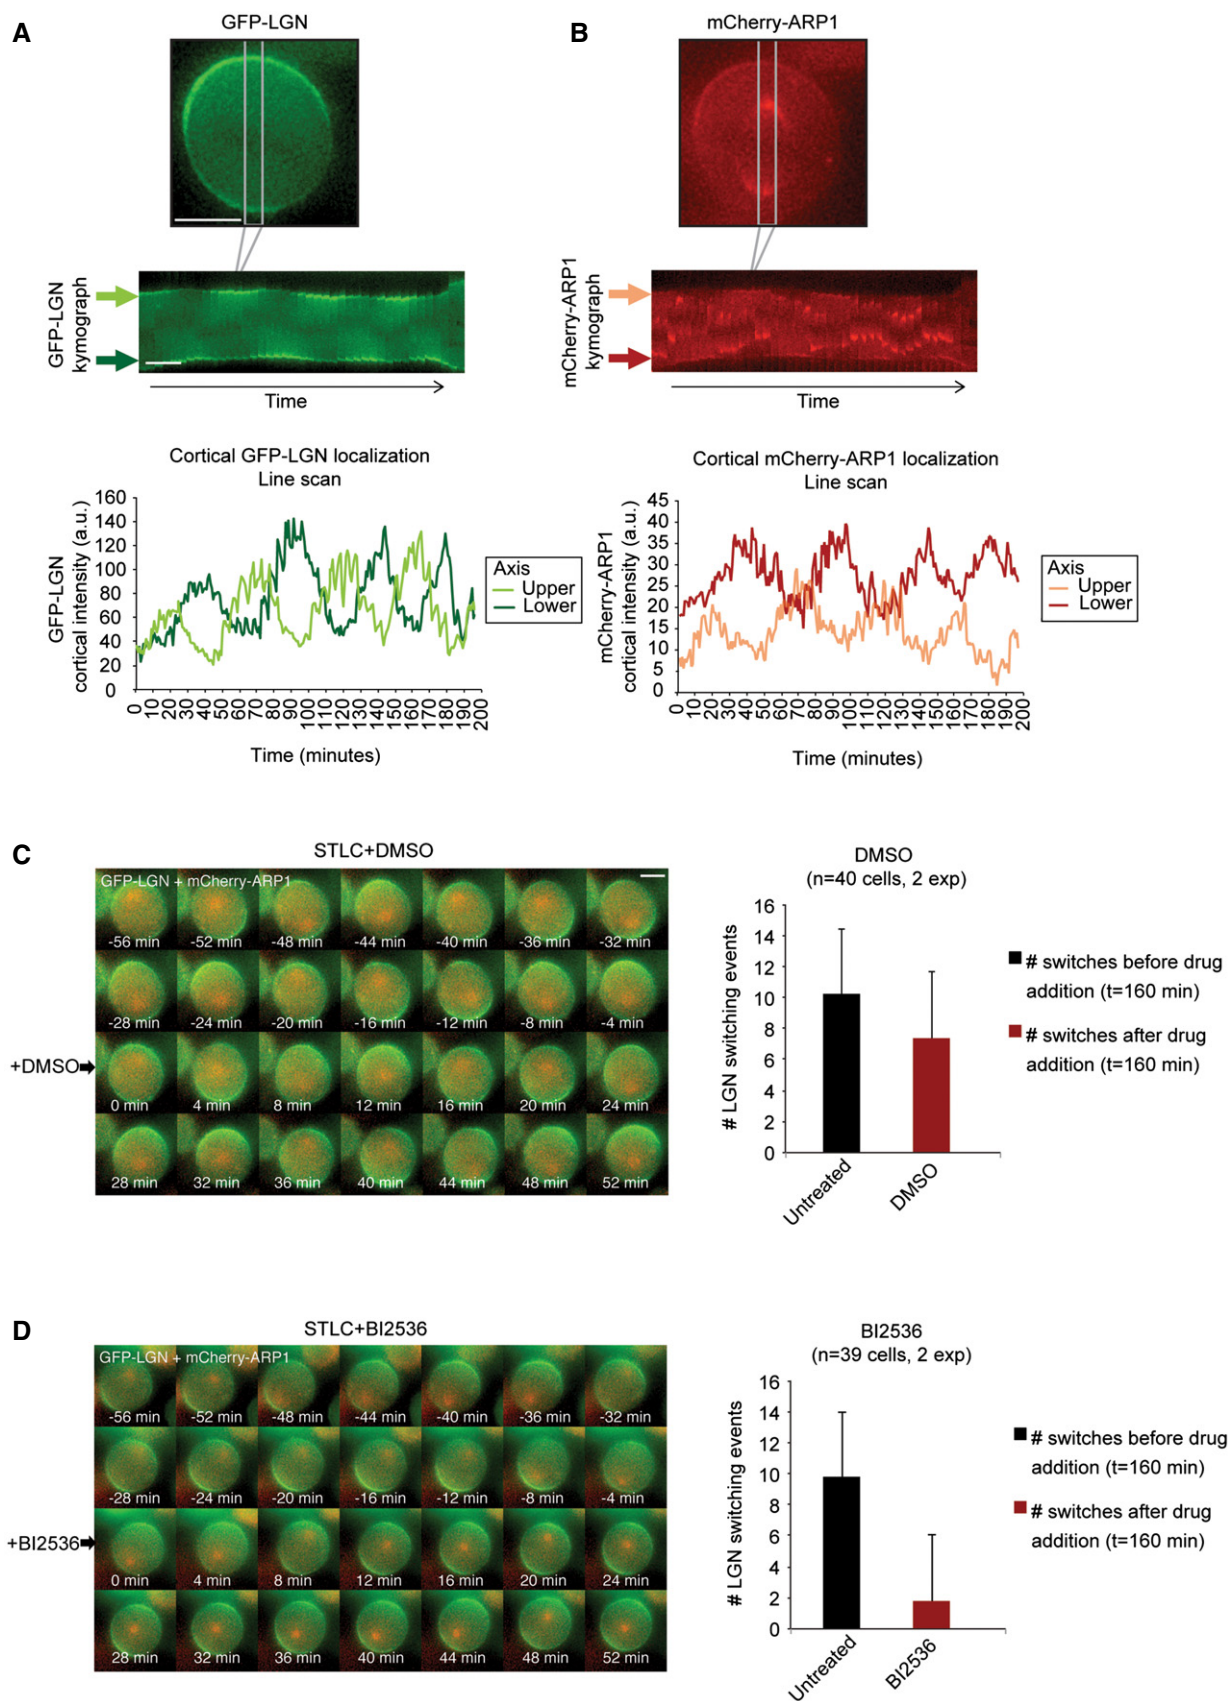 A
GFP-LGN
GFP-LGN
kymograph
Time
Cortical GFP-LGN localization
Line scan
GFP-LGN
cortical intensity (a.u.)
160
140
120
100
80
60
40
20
0
0 10 20 30 40 50 60 70 80 90 100 110 120 130 140 150 160 170 180 190 200
Time (minutes)
Axis
Upper
Lower
B
mCherry-ARP1
mCherry-ARP1
kymograph
Time
Cortical mCherry-ARP1 localization
Line scan
mCherry-ARP1
cortical intensity (a.u.)
45
40
35
30
25
20
15
10
5
0
0 10 20 30 40 50 60 70 80 90 100 110 120 130 140 150 160 170 180 190 200
Time (minutes)
Axis
Upper
Lower
C
STLC+DMSO
GFP-LGN + mCherry-ARP1
-56 min -52 min -48 min -44 min -40 min -36 min -32 min
-28 min -24 min -20 min -16 min -12 min -8 min -4 min
+DMSO
0 min 4 min 8 min 12 min 16 min 20 min 24 min
28 min 32 min 36 min 40 min 44 min 48 min 52 min
DMSO
(n=40 cells, 2 exp)
# LGN switching events
16
14
12
10
8
6
4
2
0
Untreated DMSO
# switches before drug
addition (t=160 min)
# switches after drug
addition (t=160 min)
D
STLC+BI2536
GFP-LGN + mCherry-ARP1
-56 min -52 min -48 min -44 min -40 min -36 min -32 min
-28 min -24 min -20 min -16 min -12 min -8 min -4 min
+BI2536
0 min 4 min 8 min 12 min 16 min 20 min 24 min
28 min 32 min 36 min 40 min 44 min 48 min 52 min
BI2536
(n=39 cells, 2 exp)
# LGN switching events
16
14
12
10
8
6
4
2
0
Untreated BI2536
# switches before drug
addition (t=160 min)
# switches after drug
addition (t=160 min)